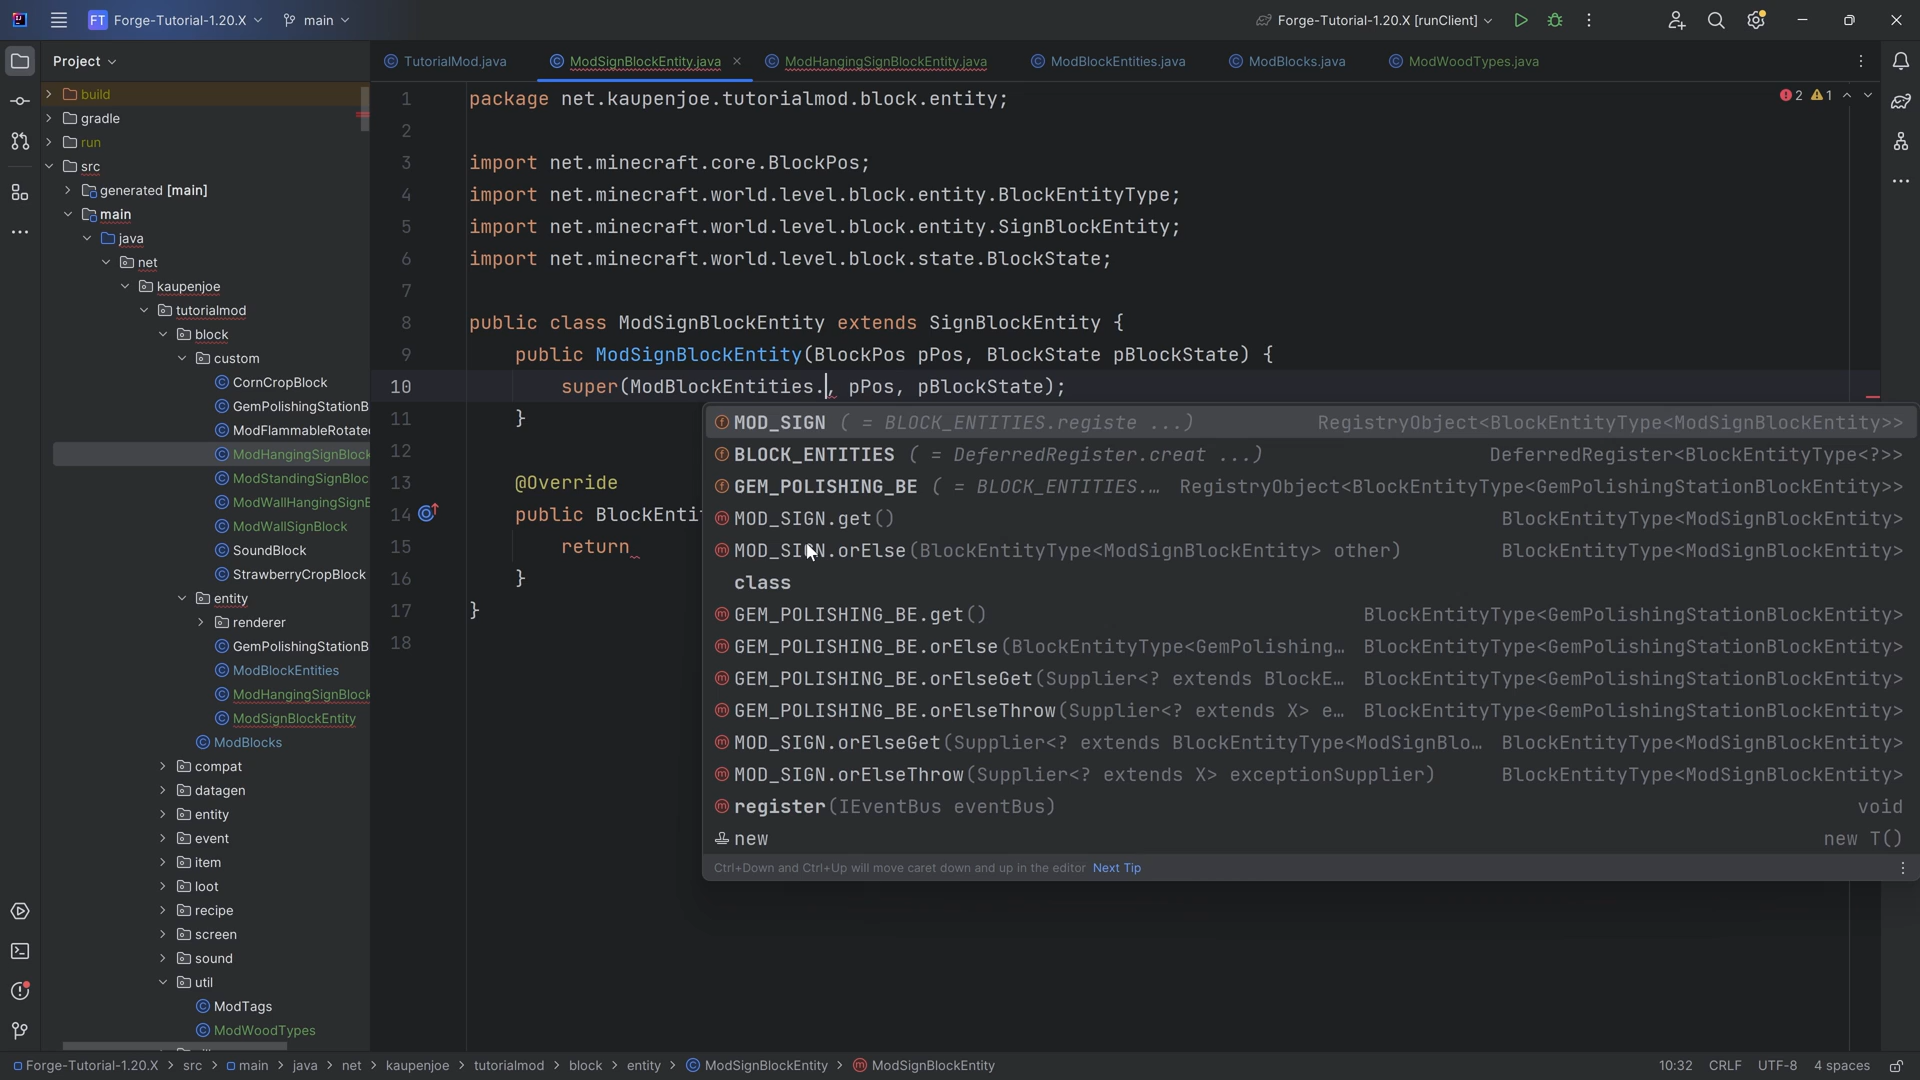 FT Forge-Tutorial-1.20.X main Forge-Tutorial-1.20.X [runClient]
Project
build
gradle
run
src
generated [main]
main
java
net
kaupenjoe
tutorialmod
block
custom
CornCropBlock
GemPolishingStationB
ModFlammableRotate
ModHangingSignBlock
ModStandingSignBloc
ModWallHangingSignE
ModWallSignBlock
SoundBlock
StrawberryCropBlock
entity
renderer
GemPolishingStationB
ModBlockEntities
ModHangingSignBlock
ModSignBlockEntity
ModBlocks
compat
datagen
entity
event
item
loot
recipe
screen
sound
util
ModTags
ModWoodTypes
TutorialMod.java ModSignBlockEntity.java ModHangingSignBlockEntity.java ModBlockEntities.java ModBlocks.java ModWoodTypes.java
2 1
1 package net.kaupenjoe.tutorialmod.block.entity;
2
3 import net.minecraft.core.BlockPos;
4 import net.minecraft.world.level.block.entity.BlockEntityType;
5 import net.minecraft.world.level.block.entity.SignBlockEntity;
6 import net.minecraft.world.level.block.state.BlockState;
7
8 public class ModSignBlockEntity extends SignBlockEntity {
9 public ModSignBlockEntity(BlockPos pPos, BlockState pBlockState) {
10 super(ModBlockEntities., pPos, pBlockState);
11 }
12
13 @Override
14 public BlockEnti
15 return
16 }
17 }
18
MOD_SIGN ( = BLOCK_ENTITIES.registe ...) RegistryObject<BlockEntityType<ModSignBlockEntity>>
BLOCK_ENTITIES ( = DeferredRegister.creat ...) DeferredRegister<BlockEntityType<?>>
GEM_POLISHING_BE ( = BLOCK_ENTITIES.… RegistryObject<BlockEntityType<GemPolishingStationBlockEntity>>
MOD_SIGN.get() BlockEntityType<ModSignBlockEntity>
MOD_SIGN.orElse(BlockEntityType<ModSignBlockEntity> other) BlockEntityType<ModSignBlockEntity>
class
GEM_POLISHING_BE.get() BlockEntityType<GemPolishingStationBlockEntity>
GEM_POLISHING_BE.orElse(BlockEntityType<GemPolishing… BlockEntityType<GemPolishingStationBlockEntity>
GEM_POLISHING_BE.orElseGet(Supplier<? extends BlockE… BlockEntityType<GemPolishingStationBlockEntity>
GEM_POLISHING_BE.orElseThrow(Supplier<? extends X> e… BlockEntityType<GemPolishingStationBlockEntity>
MOD_SIGN.orElseGet(Supplier<? extends BlockEntityType<ModSignBlo… BlockEntityType<ModSignBlockEntity>
MOD_SIGN.orElseThrow(Supplier<? extends X> exceptionSupplier) BlockEntityType<ModSignBlockEntity>
register(IEventBus eventBus) void
new new T()
Ctrl+Down and Ctrl+Up will move caret down and up in the editor Next Tip
Forge-Tutorial-1.20.X > src > main > java > net > kaupenjoe > tutorialmod > block > entity > ModSignBlockEntity > ModSignBlockEntity 10:32 CRLF UTF-8 4 spaces